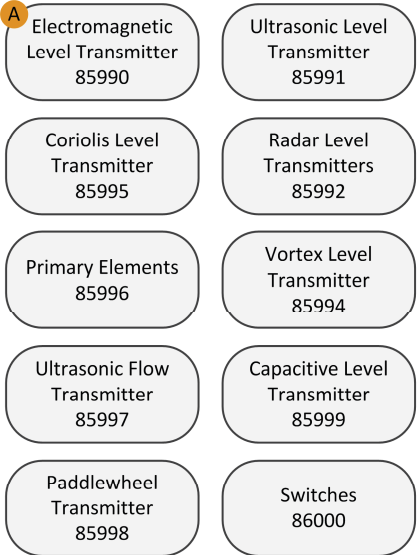 A
Electromagnetic
Level Transmitter
85990
Ultrasonic Level
Transmitter
85991
Coriolis Level
Transmitter
85995
Radar Level
Transmitters
85992
Primary Elements
85996
Vortex Level
Transmitter
85994
Ultrasonic Flow
Transmitter
85997
Capacitive Level
Transmitter
85999
Paddlewheel
Transmitter
85998
Switches
86000